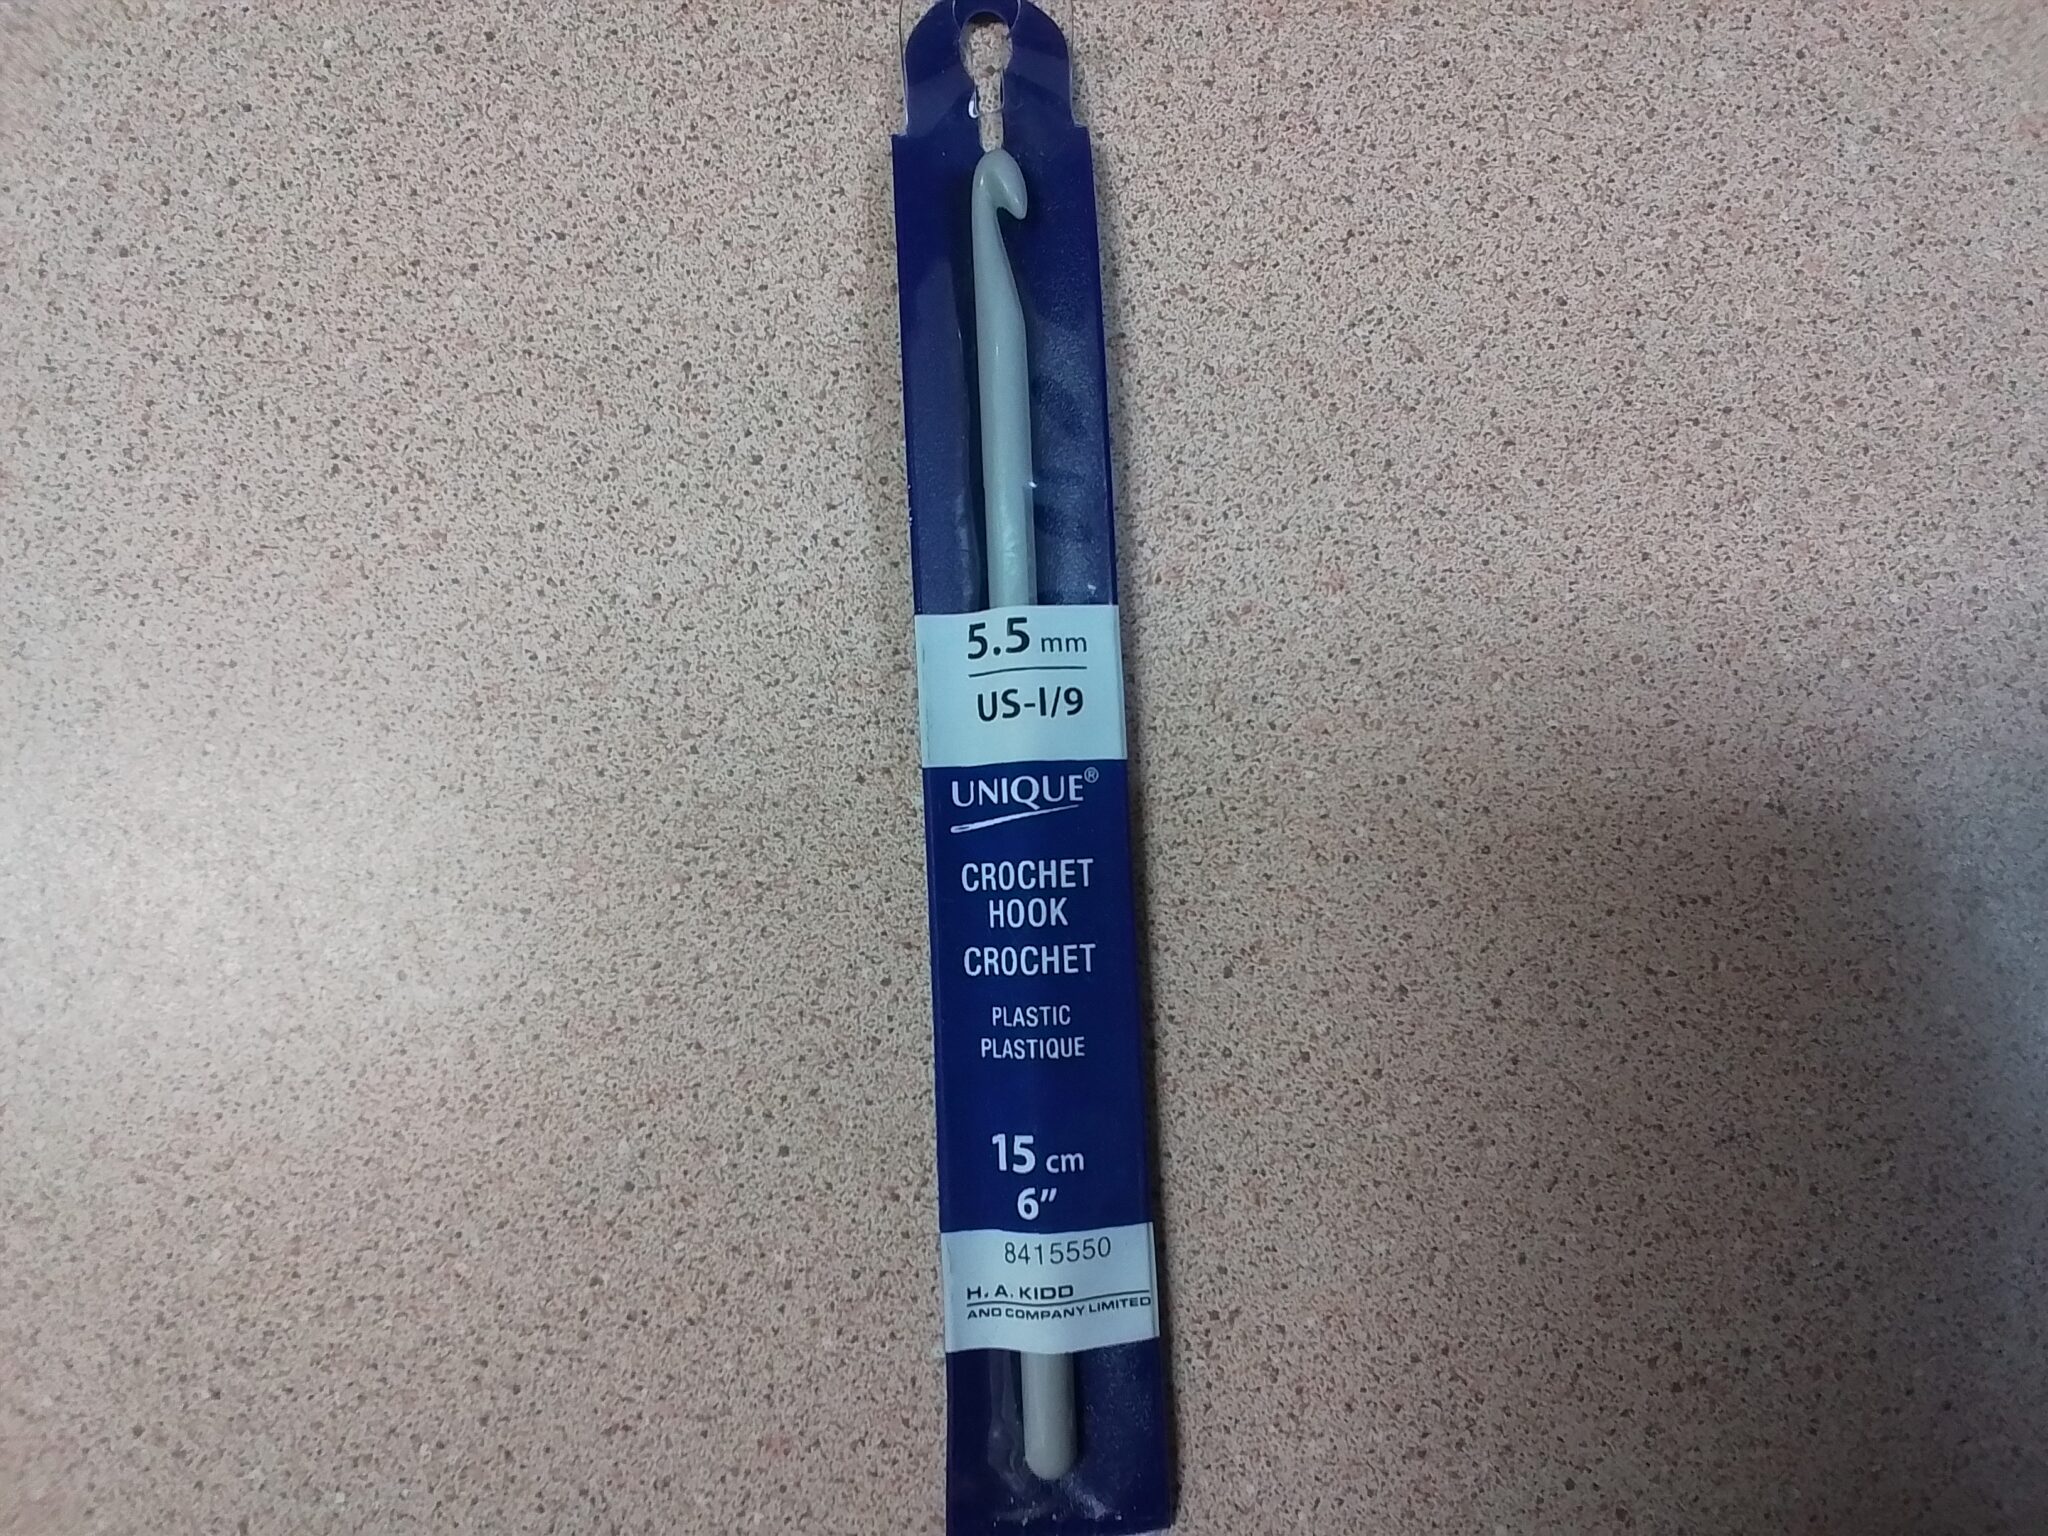 5.5 mm
US-I/9
UNIQUE®
CROCHET
HOOK
CROCHET
PLASTIC
PLASTIQUE
15 cm
6”
8415550
H. A. KIDD
AND COMPANY LIMITED